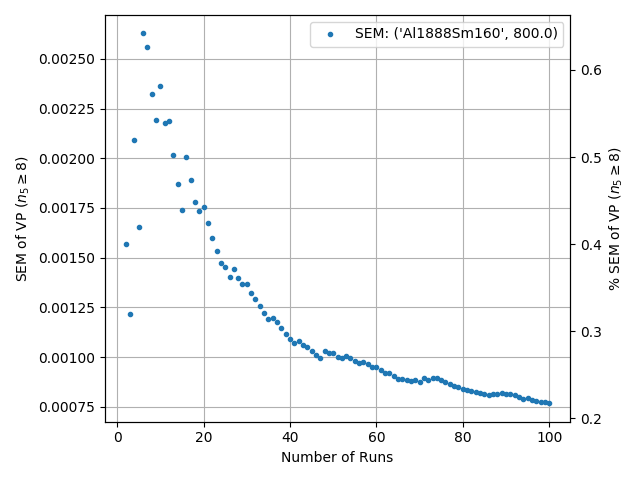 SEM: ('Al1888Sm160', 800.0)
0.00250
0.00225
0.00200
0.00175
0.00150
0.00125
0.00100
0.00075
SEM of VP (n₅ ≥ 8)
0.6
0.5
0.4
0.3
0.2
% SEM of VP (n₅ ≥ 8)
0 20 40 60 80 100
Number of Runs